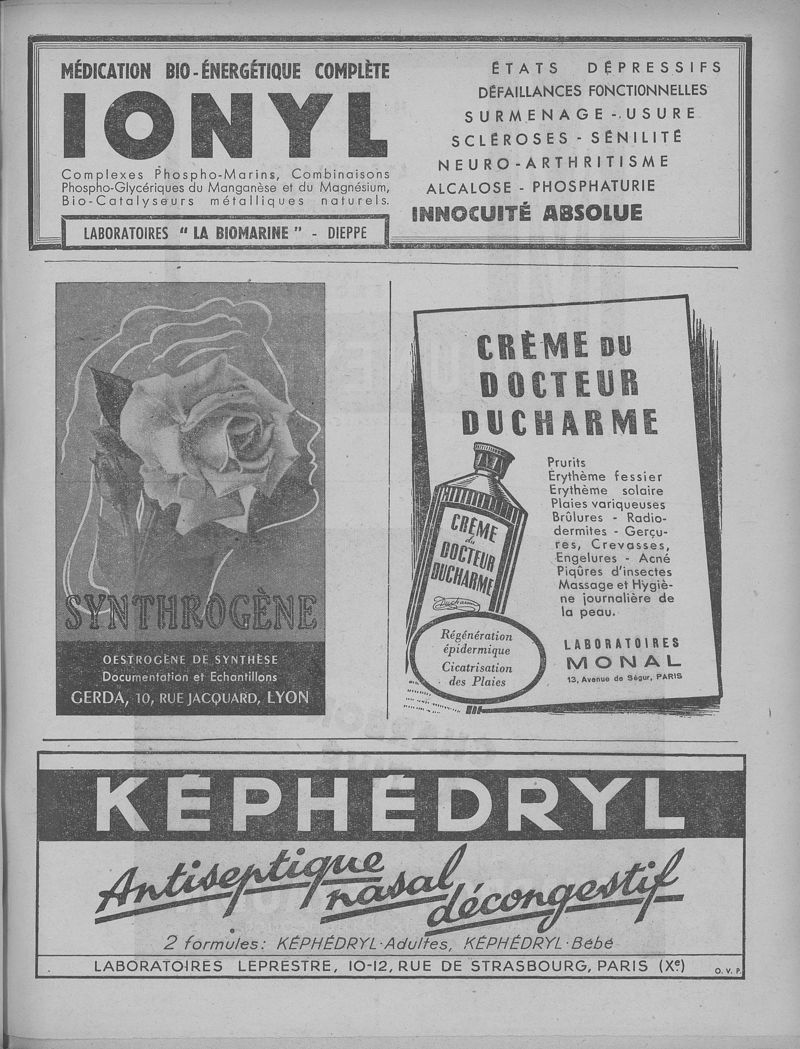 MÉDICATION BIO-ÉNERGÉTIQUE COMPLÈTE
IONYL
Complexes Phospho-Marins, Combinaisons
Phospho-Glycériques du Manganèse et du Magnésium,
Bio-Catalyseurs métalliques naturels.
LABORATOIRES "LA BIOMARINE" - DIEPPE
ÉTATS DÉPRESSIFS
DÉFAILLANCES FONCTIONNELLES
SURMENAGE - USURE
SCLÉROSES - SÉNILITÉ
NEURO-ARTHRITISME
ALCALOSE - PHOSPHATURIE
INNOCUITÉ ABSOLUE
SYNTHROGÈNE
OESTROGÈNE DE SYNTHÈSE
Documentation et Echantillons
GERDA, 10, RUE JACQUARD, LYON
CRÈME DU
DOCTEUR
DUCHARME
Prurits
Erythème fessier
Erythème solaire
Plaies variqueuses
Brûlures - Radio-
dermites - Gerçu-
res, Crevasses,
Engelures - Acné
Piqûres d'insectes
Massage et Hygiè-
ne journalière de
la peau.
CRÈME
du
DOCTEUR
DUCHARME
Ducharme
Régénération
épidermique
Cicatrisation
des Plaies
LABORATOIRES
MONAL
13, Avenue de Ségur, PARIS
KÉPHÉDRYL
Antiseptique
nasal
décongestif
2 formules: KÉPHÉDRYL-Adultes, KÉPHÉDRYL-Bébé
LABORATOIRES LEPRESTRE, 10-12, RUE DE STRASBOURG, PARIS (Xe)
O. V. P.